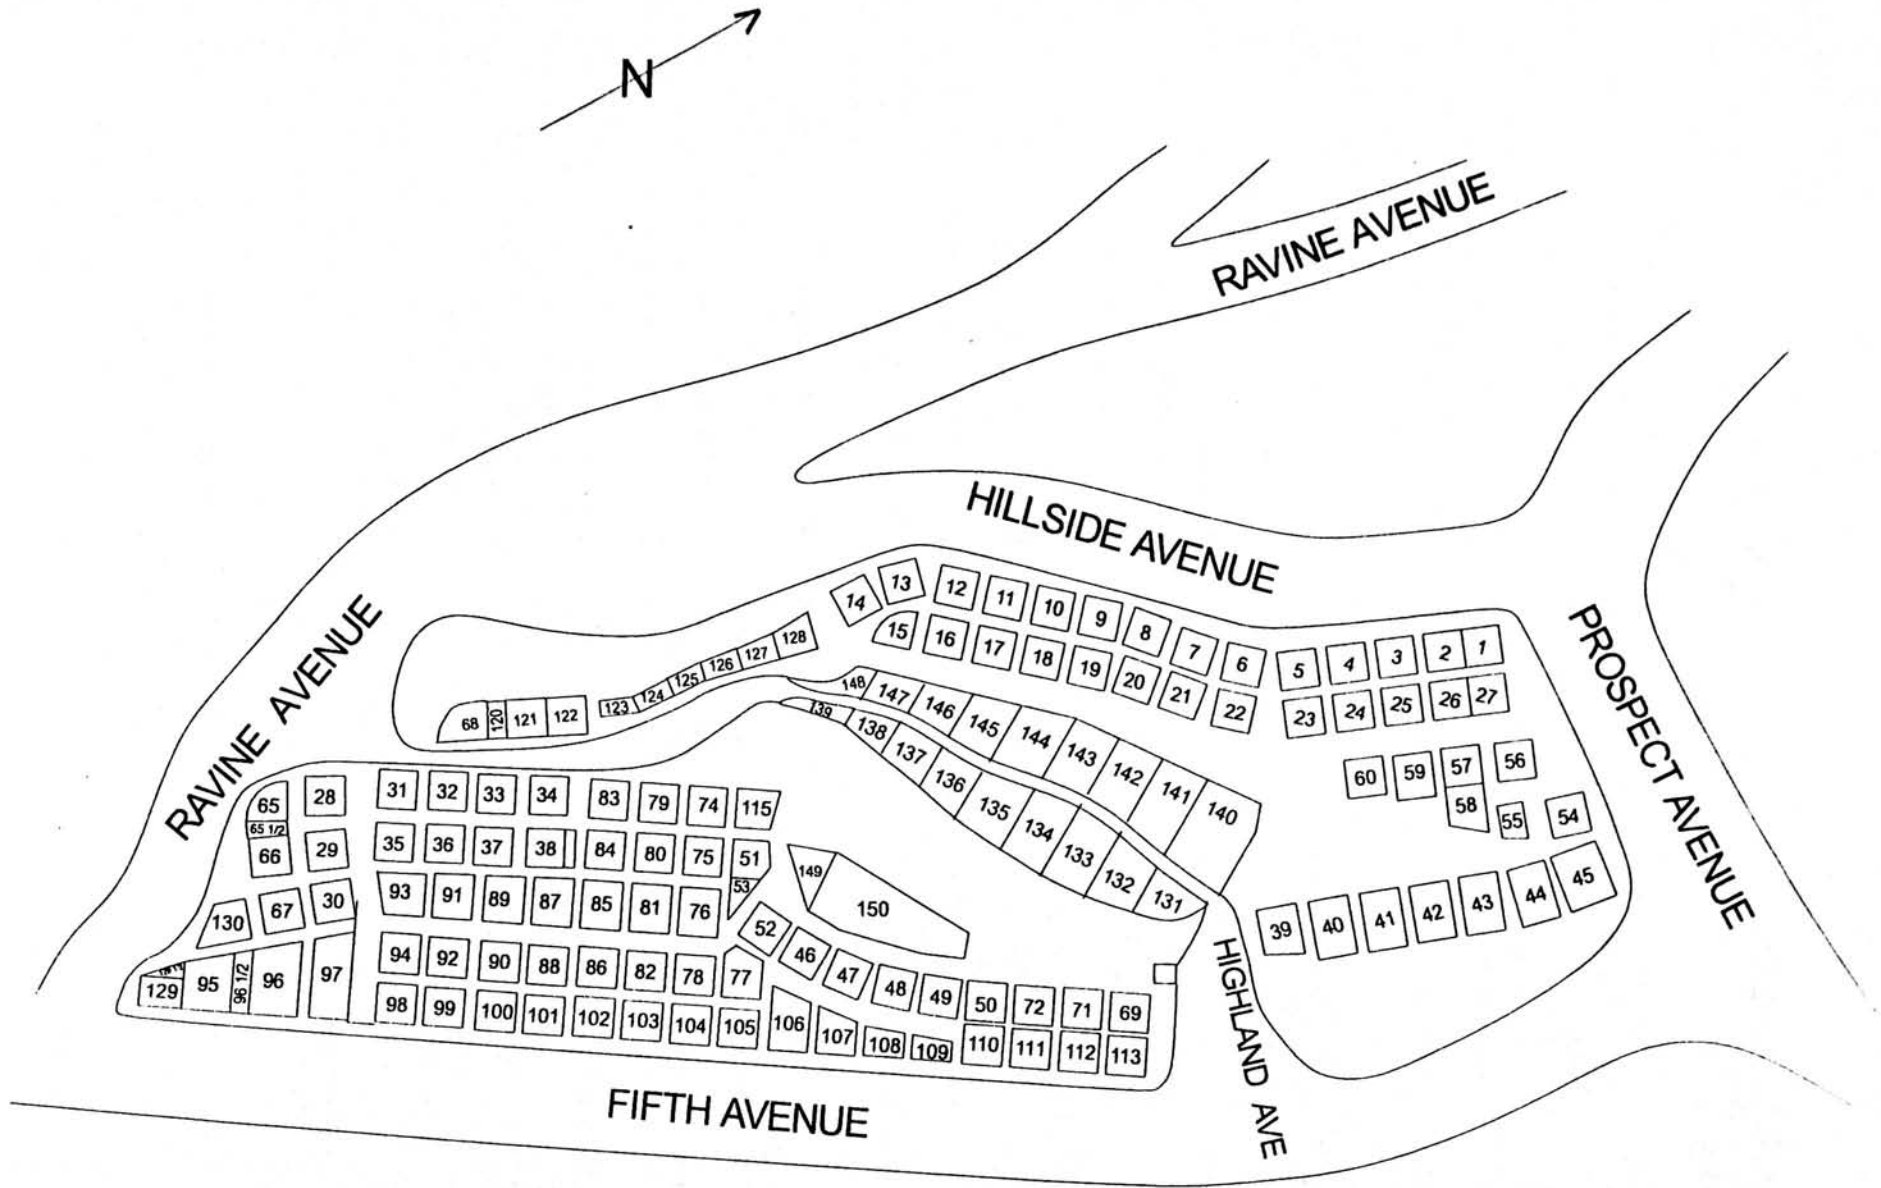 N
RAVINE AVENUE
HILLSIDE AVENUE
RAVINE AVENUE
PROSPECT AVENUE
HIGHLAND AVE
FIFTH AVENUE
14 13 12 11 10 9 8 7 6 5 4 3 2 1
15 16 17 18 19 20 21 22 23 24 25 26 27
68 120 121 122 123 124 125 126 127 128
148 147 146 145 144 143 142 141 140
139 138 137 136 135 134 133 132 131
60 59 57 56
58 55 54
39 40 41 42 43 44 45
65 28 31 32 33 34 83 79 74 115
65 1/2
66 29 35 36 37 38 84 80 75 51
53
149 150
130 67 30 93 91 89 87 85 81 76
52 46 47 48 49 50 72 71 69
129 95 96 1/2 96 97
94 92 90 88 86 82 78 77
98 99 100 101 102 103 104 105 106 107 108 109 110 111 112 113